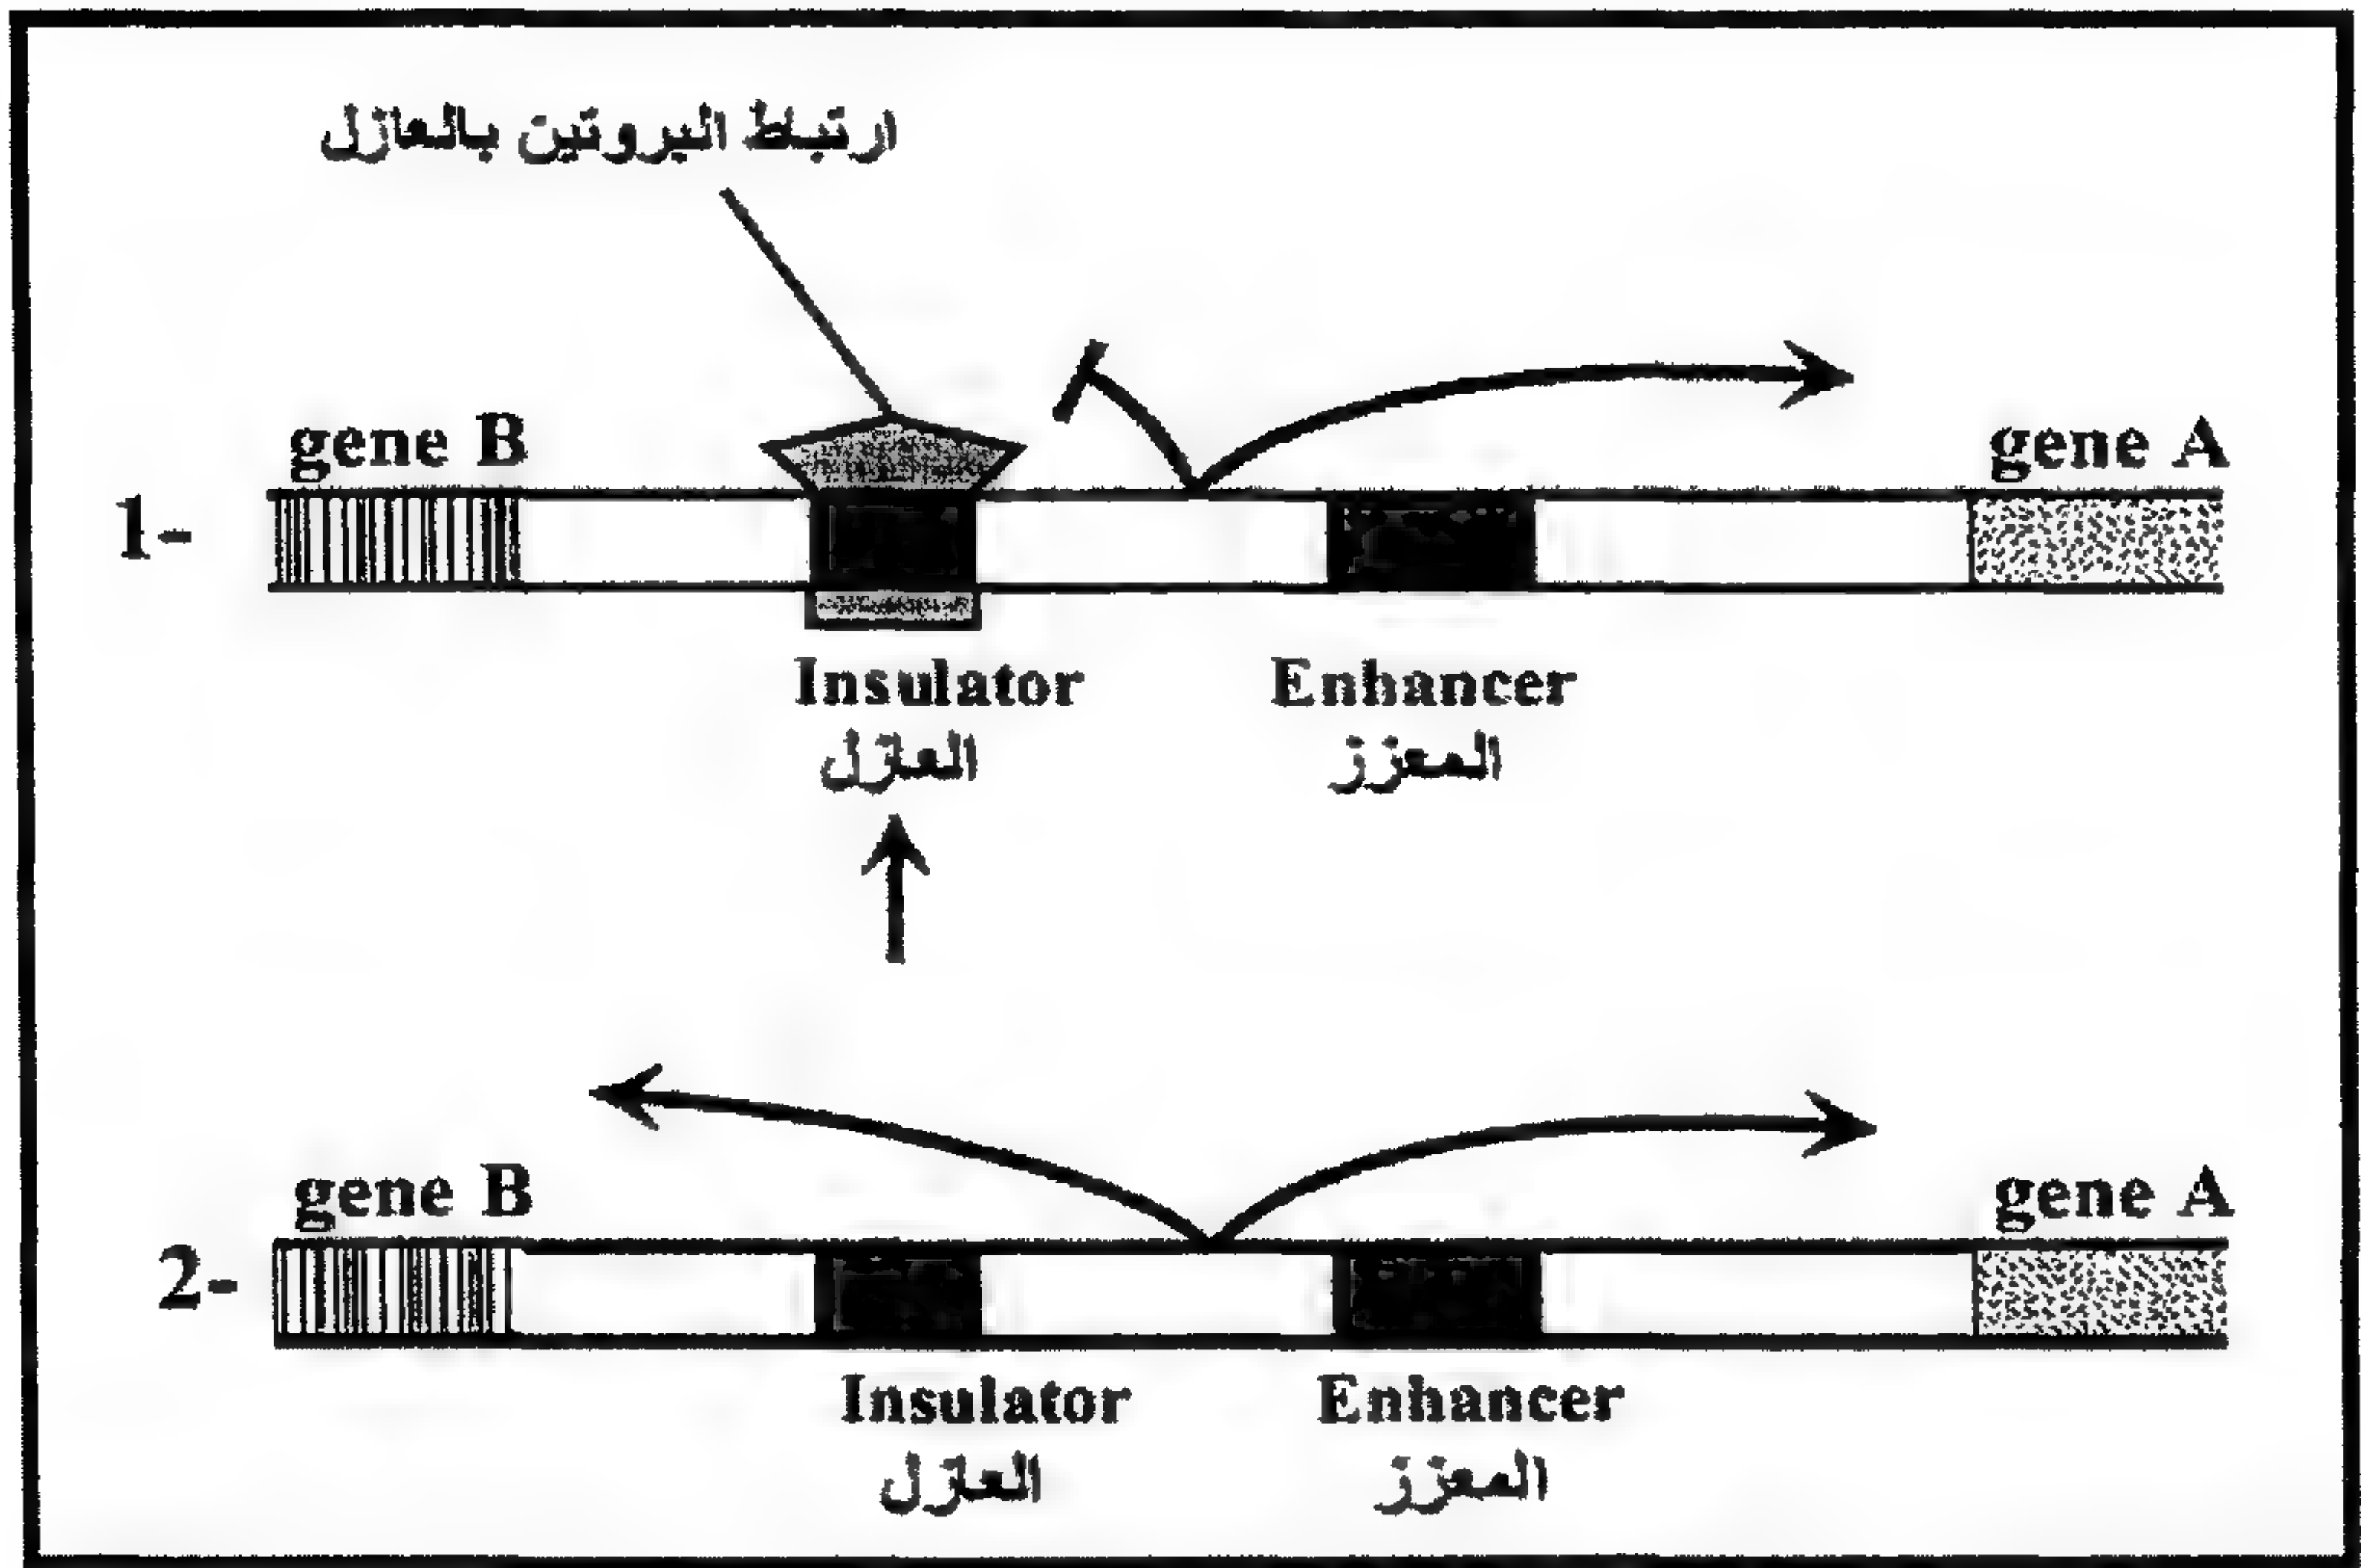 ارتباط البروتين بالعازل
gene B
gene A
1-
Insulator
Enhancer
العازل
المعزز
gene B
gene A
2-
Insulator
Enhancer
العازل
المعزز